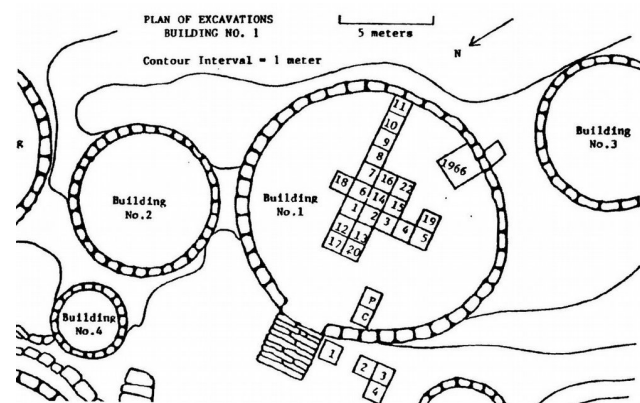 PLAN OF EXCAVATIONS
BUILDING NO. 1
5 meters
N
Contour Interval = 1 meter
11
10
9
8
7 16 22
18 6 14 15
1 2 3 4 5
19
12 13
17 20
1966
Building
No.3
Building
No.2
Building
No.1
Building
No.4
P
C
1
2 3
4